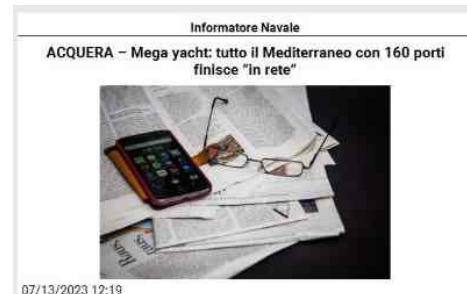 Informatore Navale
ACQUERA – Mega yacht: tutto il Mediterraneo con 160 porti
finisce "in rete"
07/13/2023 12:19